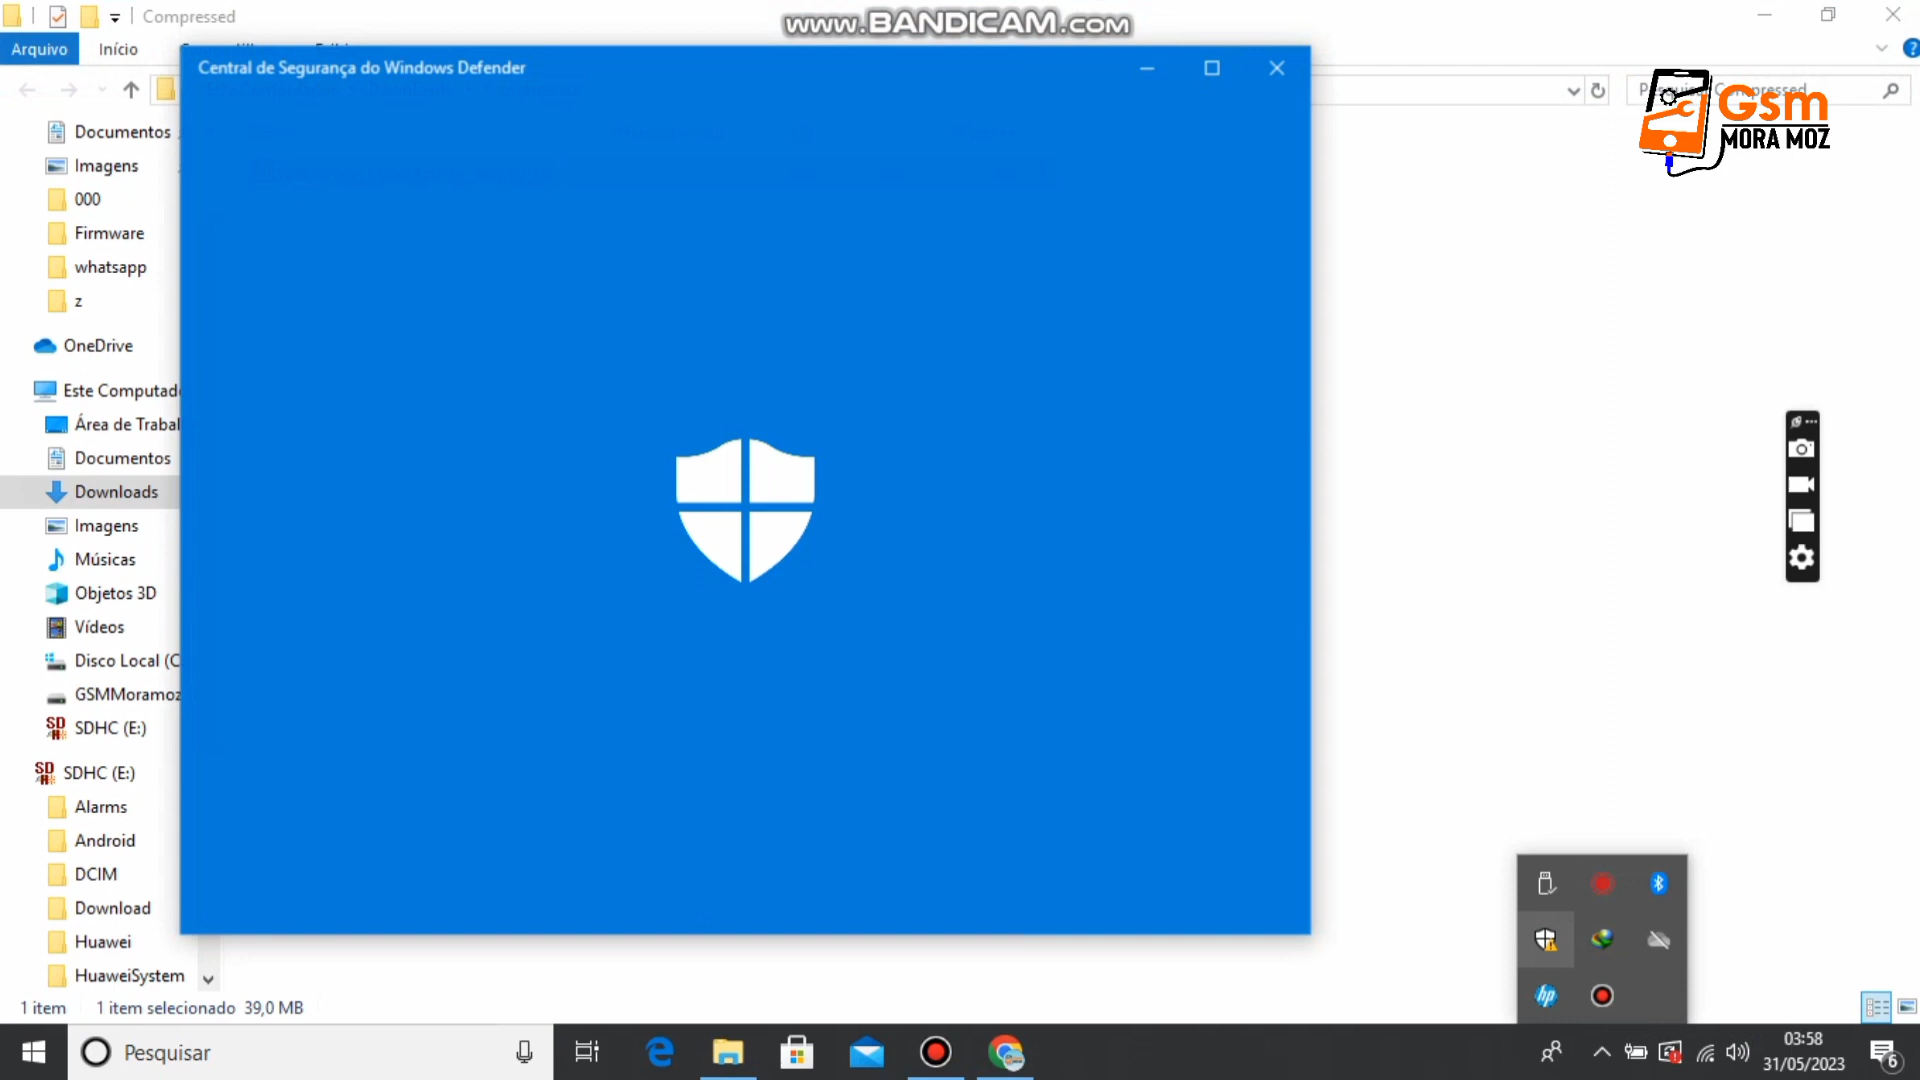 Compressed
www.BANDICAM.com
Arquivo
Início
Central de Segurança do Windows Defender
Compressed
Gsm
MORA MOZ
Documentos
Imagens
000
Firmware
whatsapp
z
OneDrive
Este Computad
Área de Trabal
Documentos
Downloads
Imagens
Músicas
Objetos 3D
Vídeos
Disco Local (C
GSMMoramoz
SDHC (E:)
SDHC (E:)
Alarms
Android
DCIM
Download
Huawei
HuaweiSystem
1 item
1 item selecionado 39,0 MB
Pesquisar
03:58
31/05/2023
6